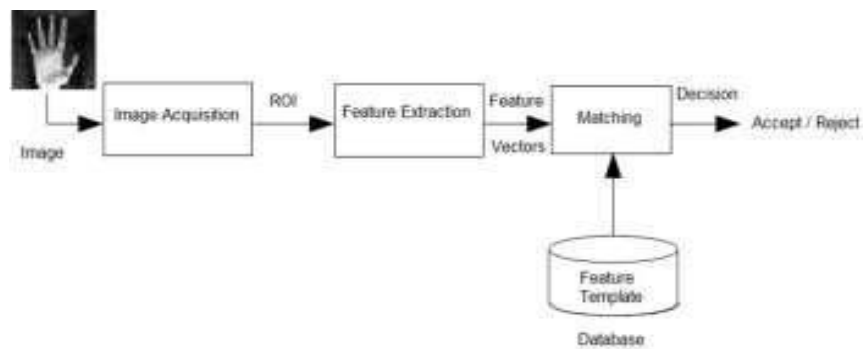 Image
Image Acquisition
ROI
Feature Extraction
Feature
Vectors
Matching
Decision
Accept / Reject
Feature
Template
Database